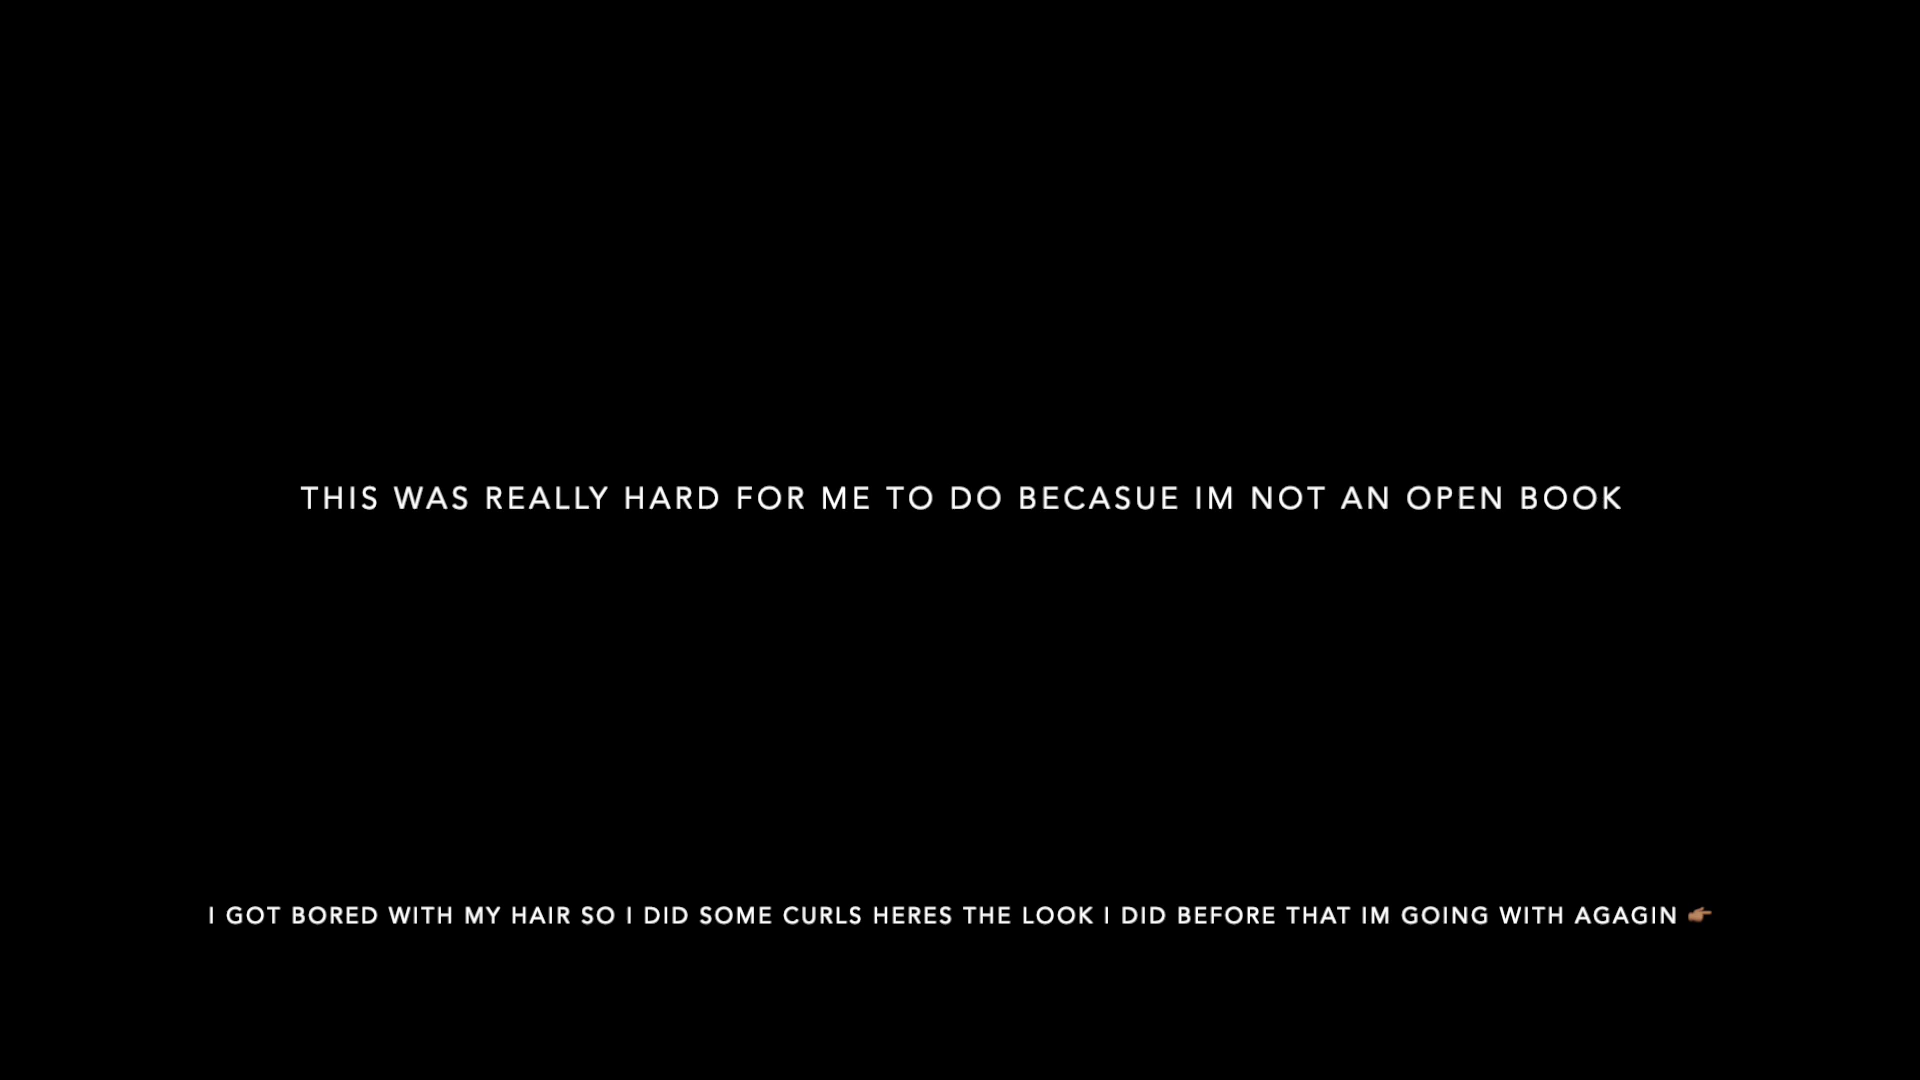 THIS WAS REALLY HARD FOR ME TO DO BECASUE IM NOT AN OPEN BOOK
I GOT BORED WITH MY HAIR SO I DID SOME CURLS HERES THE LOOK I DID BEFORE THAT IM GOING WITH AGAGIN 👉🏾